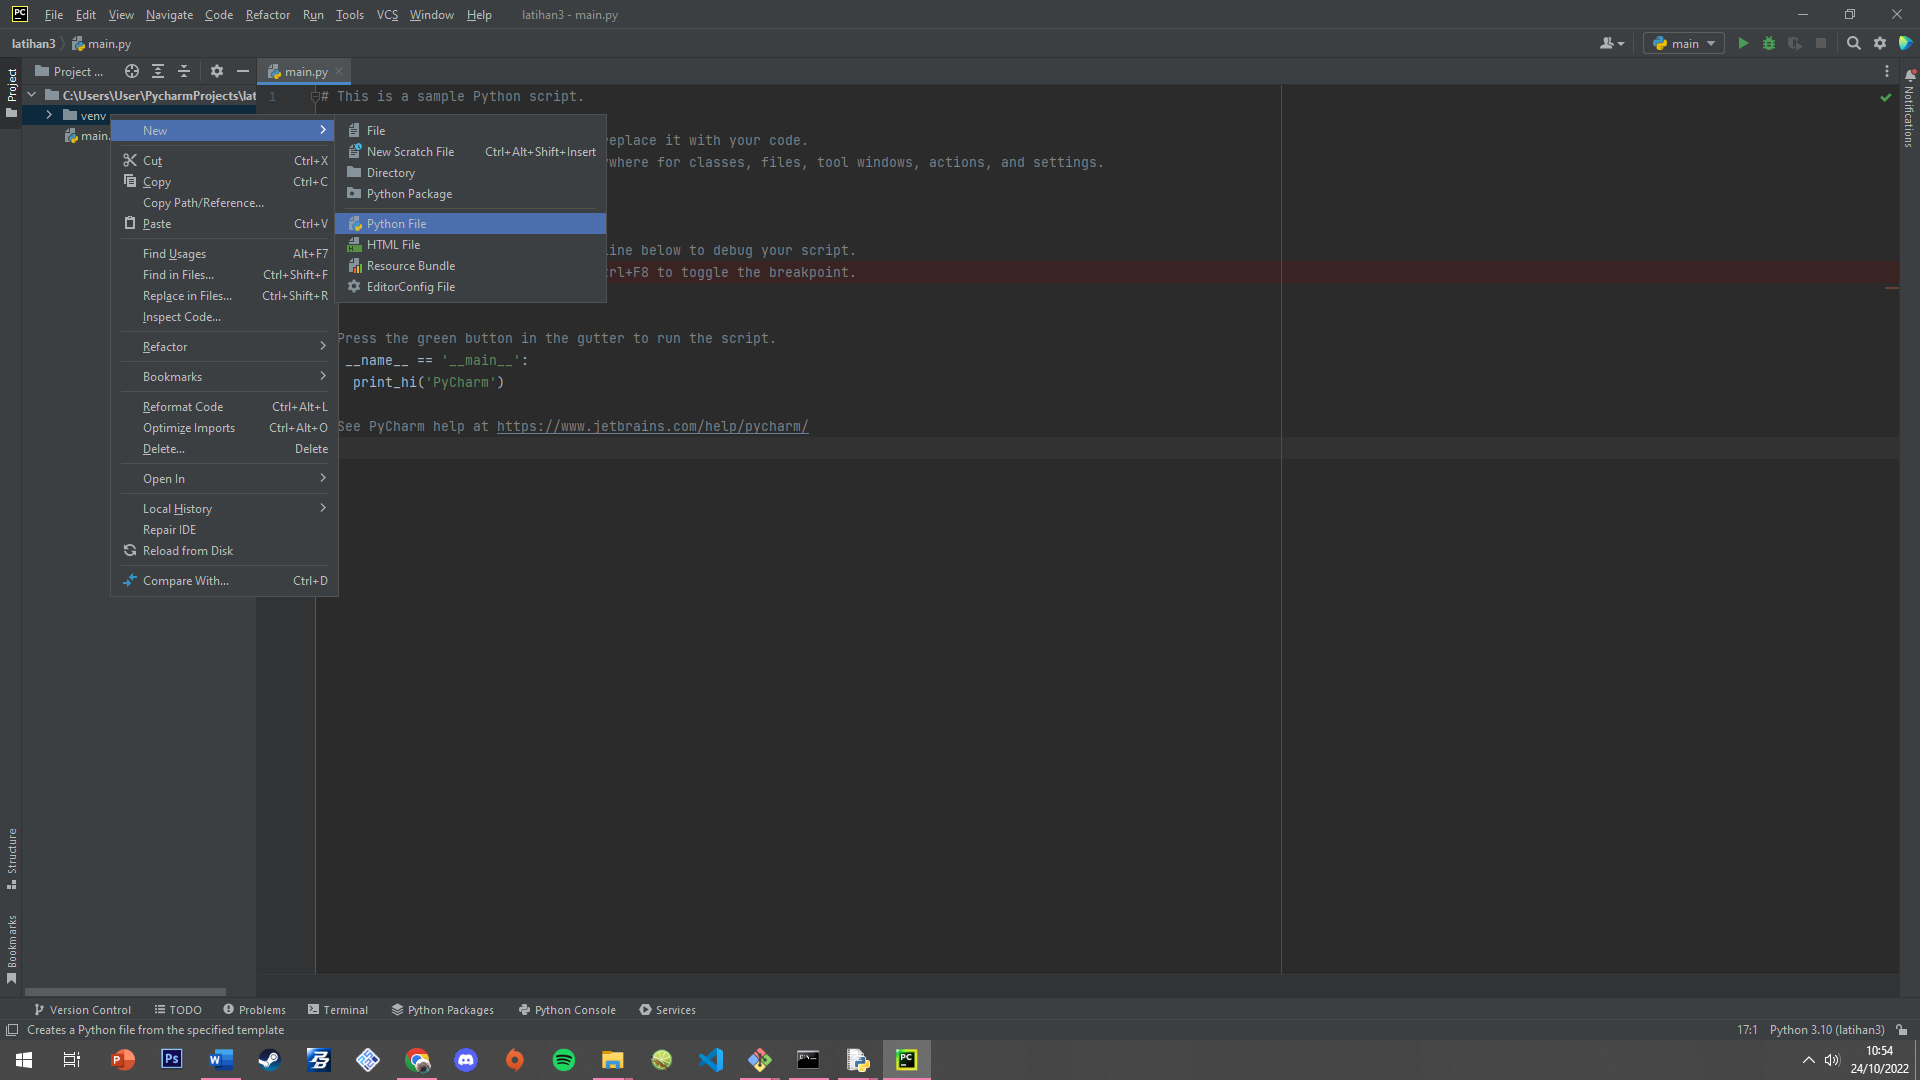 PC File Edit View Navigate Code Refactor Run Tools VCS Window Help latihan3 - main.py
latihan3 main.py main
Project ... main.py
Project
Notifications
C:\Users\User\PycharmProjects\lat
venv
main.
1 # This is a sample Python script.
replace it with your code.
where for classes, files, tool windows, actions, and settings.
ine below to debug your script.
trl+F8 to toggle the breakpoint.
Press the green button in the gutter to run the script.
__name__ == '__main__':
print_hi('PyCharm')
See PyCharm help at https://www.jetbrains.com/help/pycharm/
New
Cut Ctrl+X
Copy Ctrl+C
Copy Path/Reference...
Paste Ctrl+V
Find Usages Alt+F7
Find in Files... Ctrl+Shift+F
Replace in Files... Ctrl+Shift+R
Inspect Code...
Refactor
Bookmarks
Reformat Code Ctrl+Alt+L
Optimize Imports Ctrl+Alt+O
Delete... Delete
Open In
Local History
Repair IDE
Reload from Disk
Compare With... Ctrl+D
File
New Scratch File Ctrl+Alt+Shift+Insert
Directory
Python Package
Python File
HTML File
Resource Bundle
EditorConfig File
Structure
Bookmarks
Version Control TODO Problems Terminal Python Packages Python Console Services
Creates a Python file from the specified template 17:1 Python 3.10 (latihan3)
10:54
24/10/2022